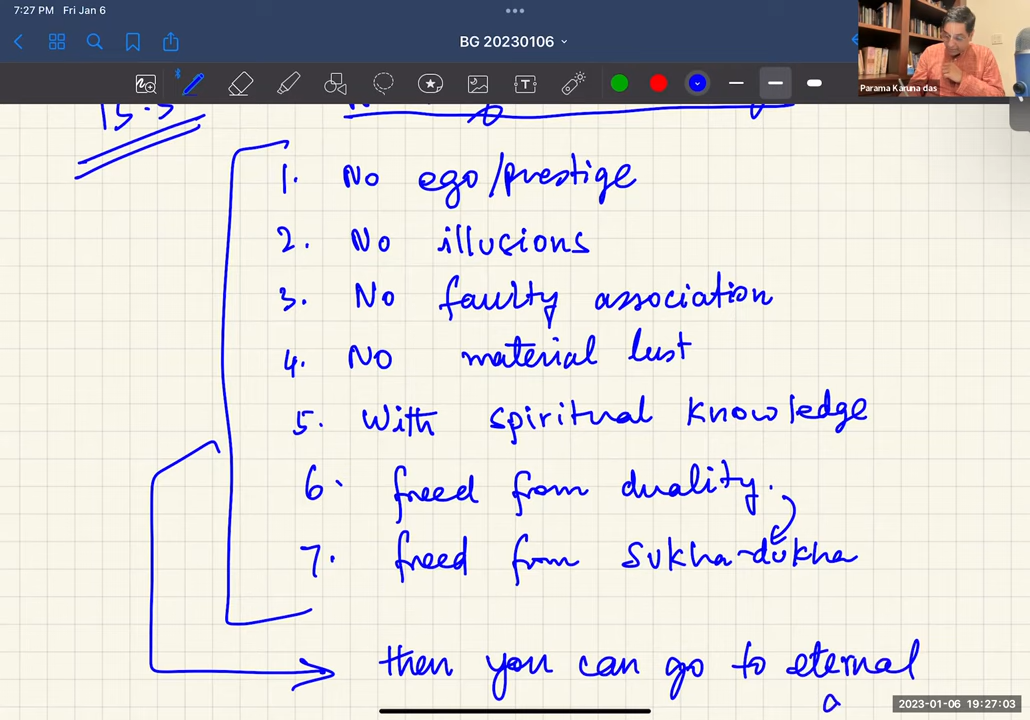 7:27 PM Fri Jan 6
BG 20230106
Parama Karuna das
1. No ego/prestige
2. No illusions
3. No faulty association
4. NO material lust
5. With spiritual knowledge
6. freed from duality.
7. freed from Sukha-dukha
then you can go to eternal
2023-01-06 19:27:03